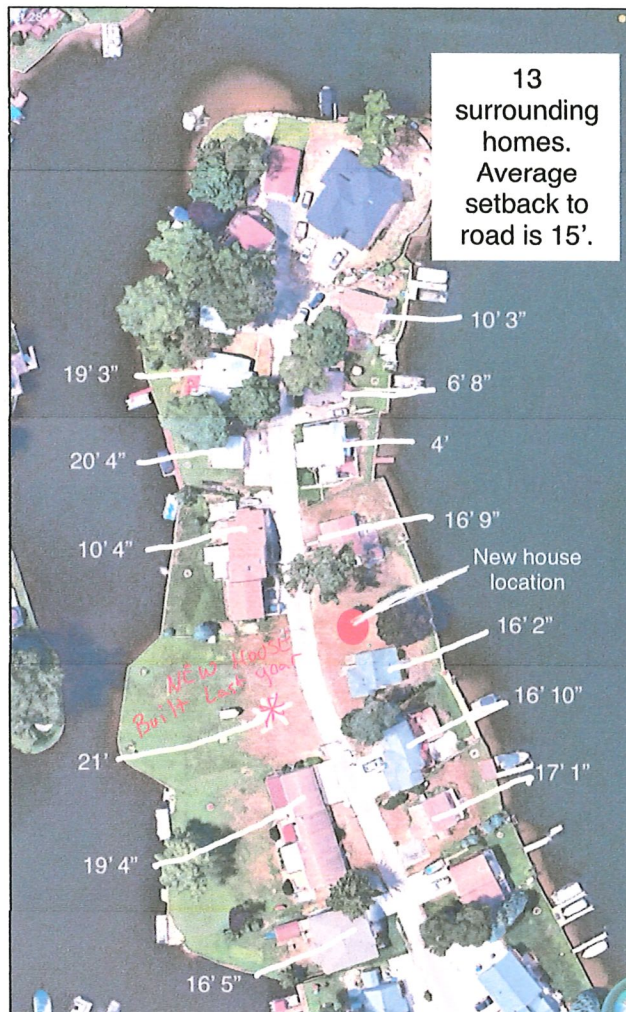 13
surrounding
homes.
Average
setback to
road is 15’.
10’ 3”
19’ 3”
6’ 8”
20’ 4”
4’
16’ 9”
10’ 4”
New house
location
16’ 2”
NEW HOUSE
Built Last year
16’ 10”
21’
17’ 1”
19’ 4”
16’ 5”